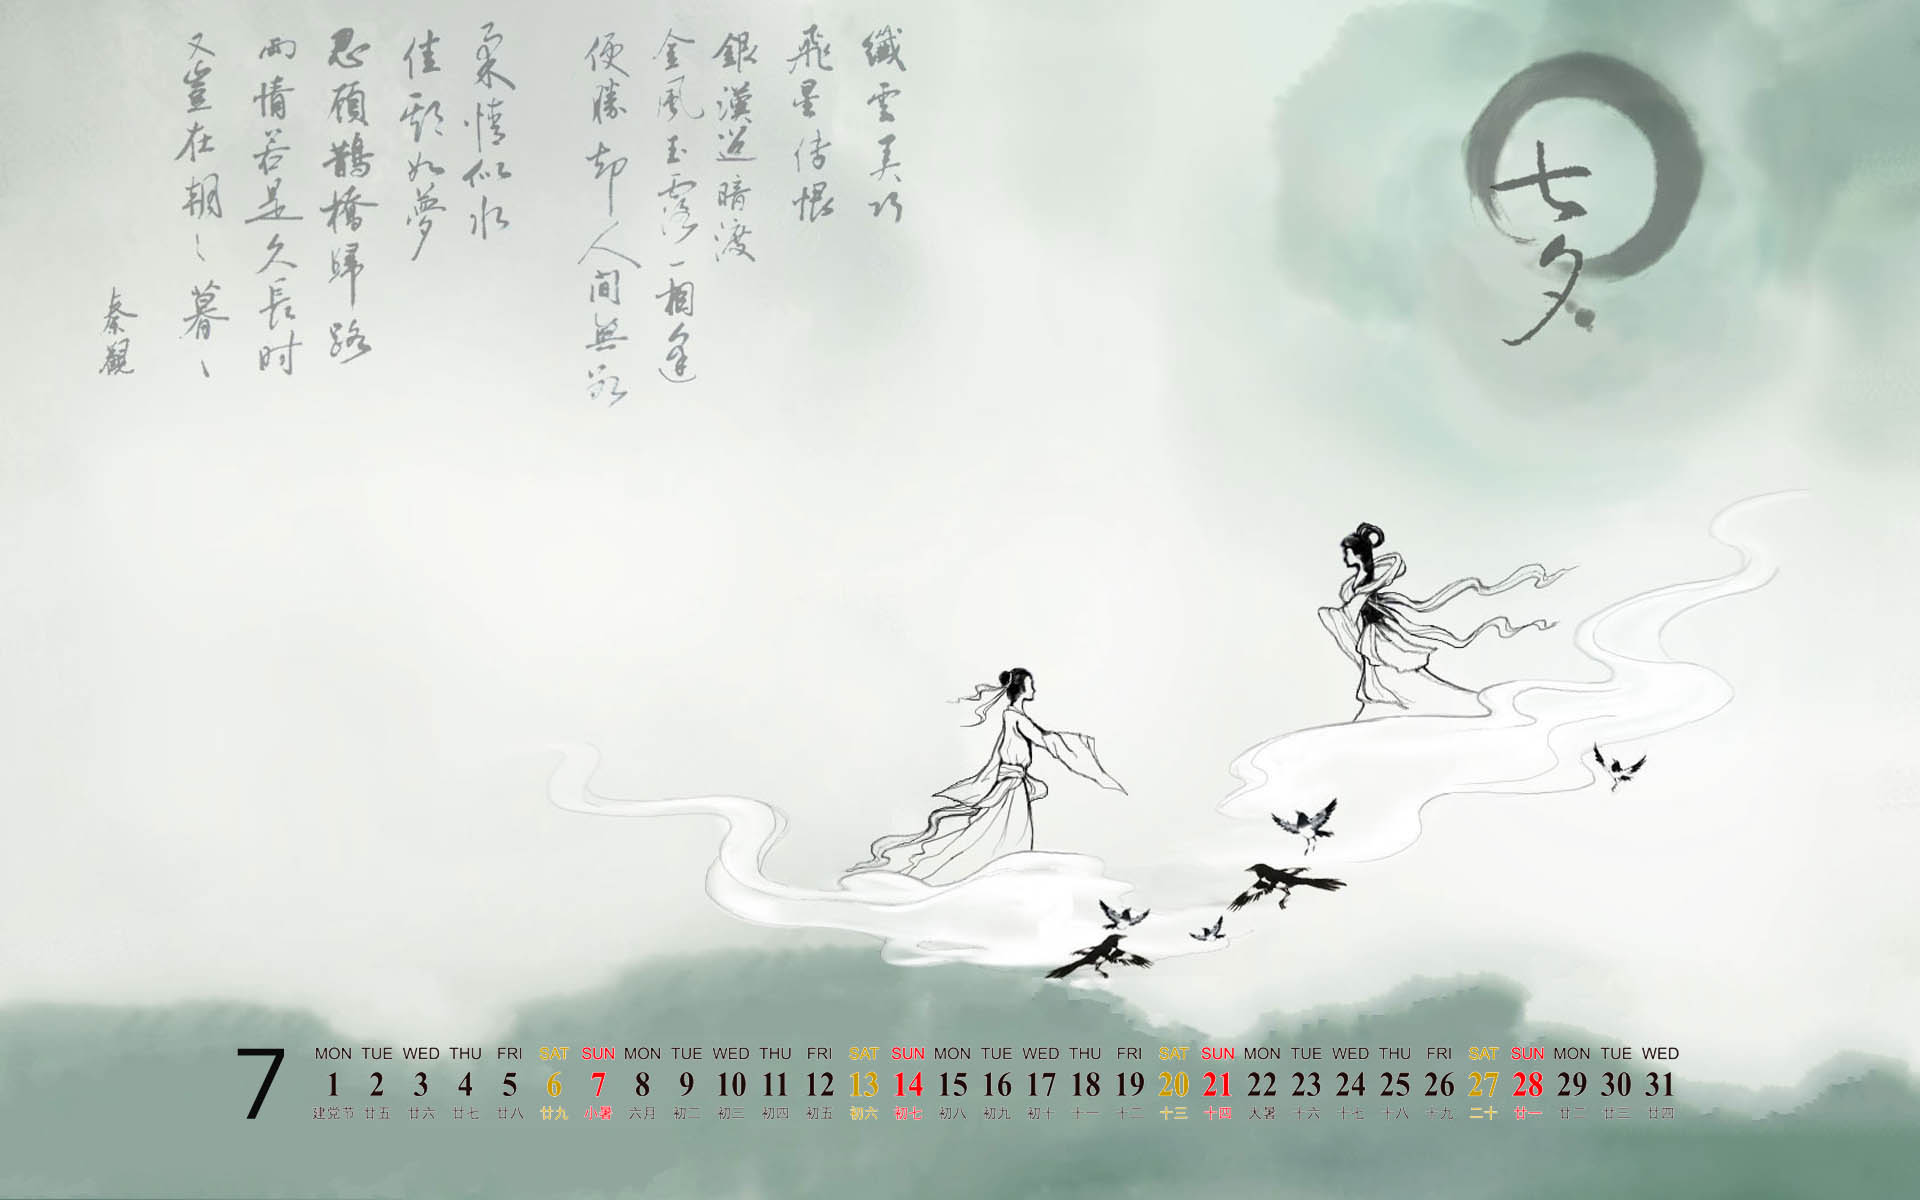 纖雲弄巧
飛星传恨
銀漢迢暗渡
金風玉露一相逢
便勝却人间無数
柔情似水
佳期如夢
忍顾鵲橋歸路
兩情若是久長时
又豈在朝ヽ暮ヽ
秦觀
七夕
7
MON TUE WED THU FRI SAT SUN MON TUE WED THU FRI SAT SUN MON TUE WED THU FRI SAT SUN MON TUE WED THU FRI SAT SUN MON TUE WED
1 2 3 4 5 6 7 8 9 10 11 12 13 14 15 16 17 18 19 20 21 22 23 24 25 26 27 28 29 30 31
建党节 廿五 廿六 廿七 廿八 廿九 小暑 六月 初二 初三 初四 初五 初六 初七 初八 初九 初十 十一 十二 十三 十四 大暑 十六 十七 十八 十九 二十 廿一 廿二 廿三 廿四